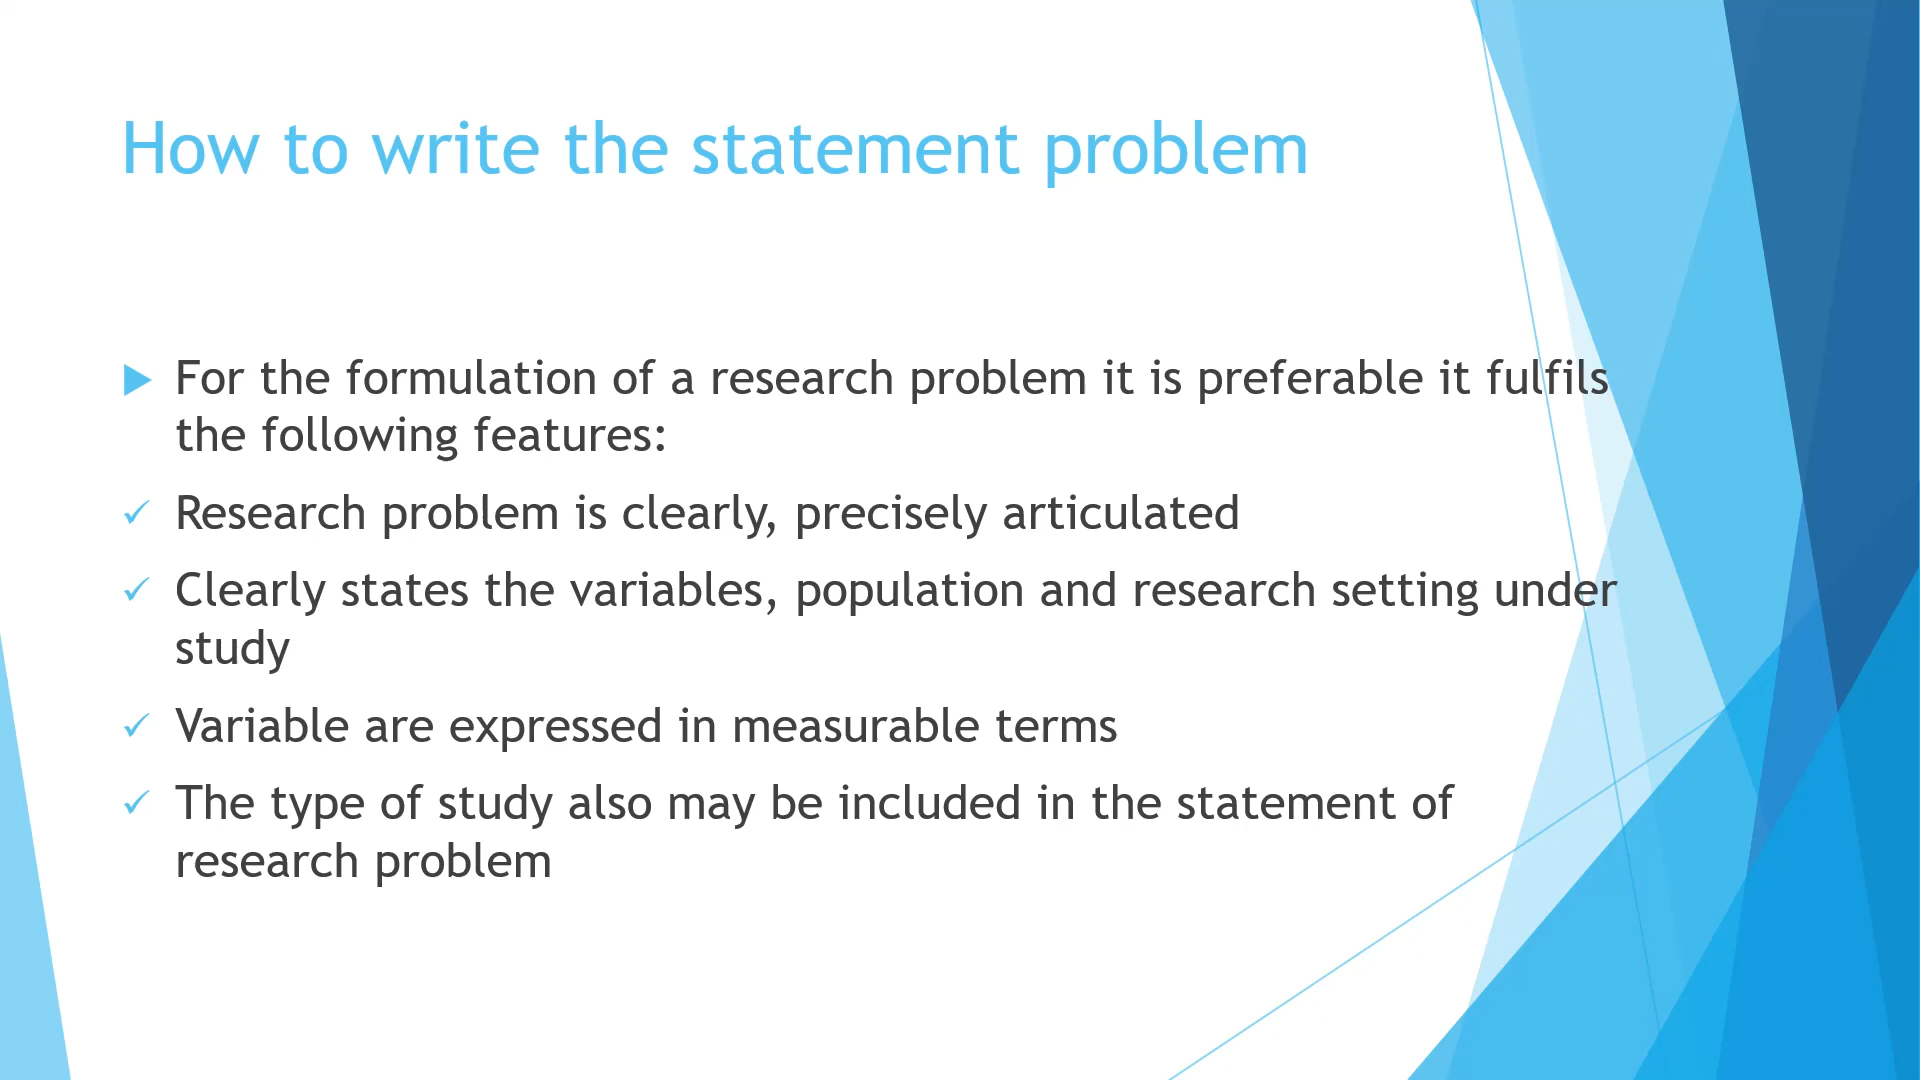 How to write the statement problem
For the formulation of a research problem it is preferable it fulfils
the following features:
Research problem is clearly, precisely articulated
Clearly states the variables, population and research setting under
study
Variable are expressed in measurable terms
The type of study also may be included in the statement of
research problem